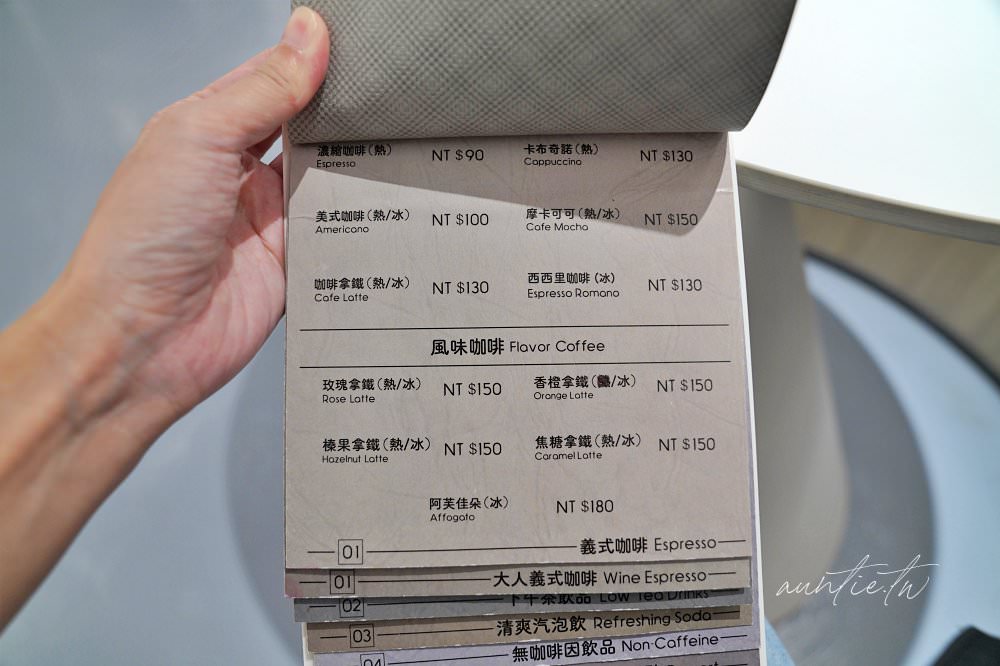 濃縮咖啡(熱) NT $90 卡布奇諾(熱) NT $130
Espresso Cappuccino
美式咖啡(熱/冰) NT $100 摩卡可可(熱/冰) NT $150
Americano Cafe Mocha
咖啡拿鐵(熱/冰) NT $130 西西里咖啡(冰) NT $130
Cafe Latte Espresso Romano
風味咖啡 Flavor Coffee
玫瑰拿鐵(熱/冰) NT $150 香橙拿鐵(/冰) NT $150
Rose Latte Orange Latte
榛果拿鐵(熱/冰) NT $150 焦糖拿鐵(熱/冰) NT $150
Hazelnut Latte Caramel Latte
阿芙佳朵(冰) NT $180
Affogato
01 義式咖啡 Espresso
01 大人義式咖啡 Wine Espresso
02 下午茶飲品 Low Tea Drinks
03 清爽汽泡飲 Refreshing Soda
04 無咖啡因飲品 Non-Caffeine
auntie.tw